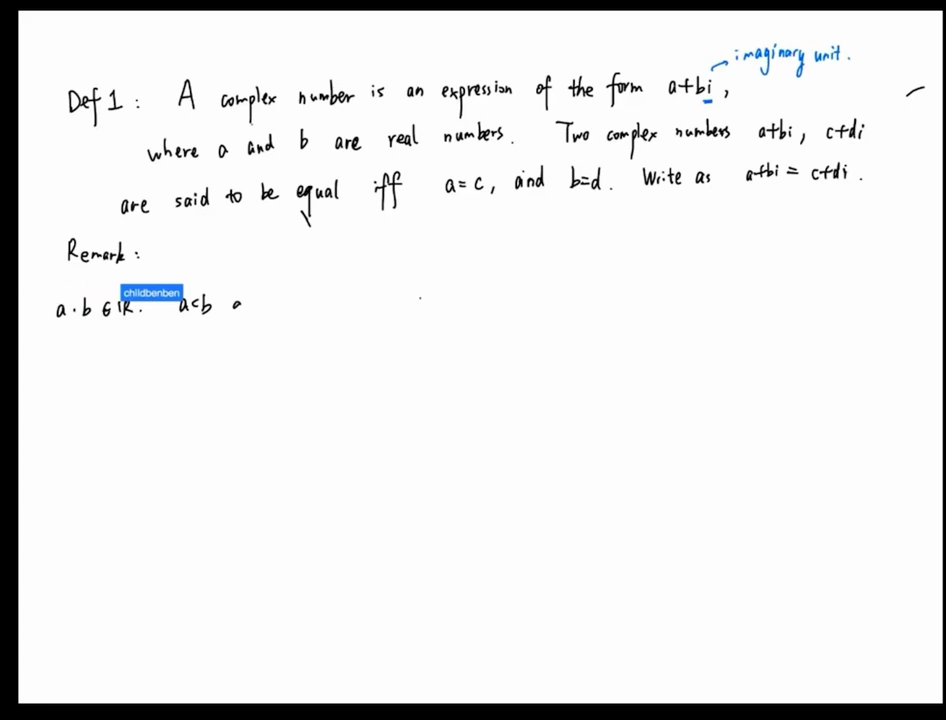 imaginary unit.
Def 1: A complex number is an expression of the form a+bi,
where a and b are real numbers. Two complex numbers a+bi, c+di
are said to be equal iff a=c, and b=d. Write as a+bi = c+di.
Remark:
childbenben
a.b ∈ ℝ. a<b a